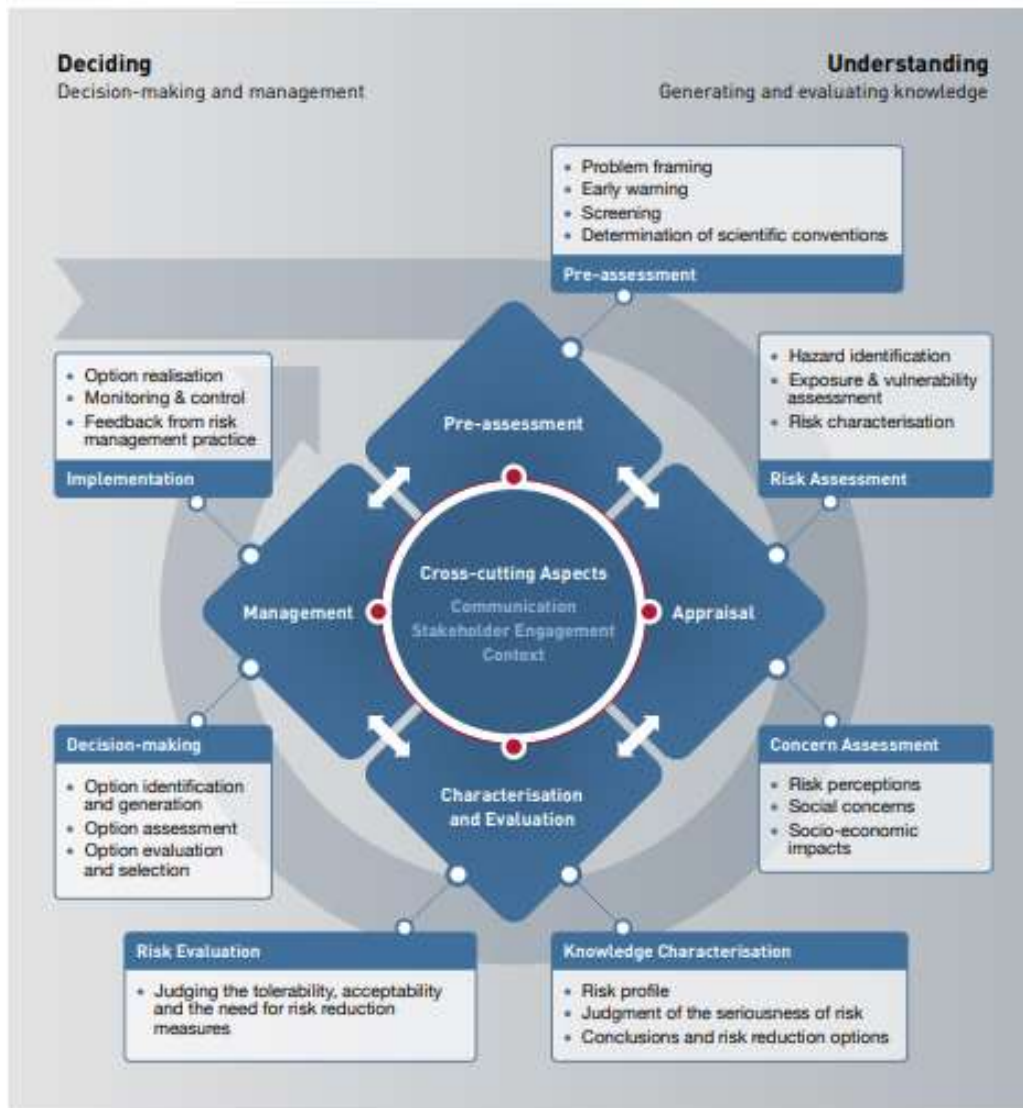 Deciding
Decision-making and management
Understanding
Generating and evaluating knowledge
• Problem framing
• Early warning
• Screening
• Determination of scientific conventions
Pre-assessment
• Option realisation
• Monitoring & control
• Feedback from risk
management practice
Implementation
• Hazard identification
• Exposure & vulnerability
assessment
• Risk characterisation
Risk Assessment
Pre-assessment
Management
Cross-cutting Aspects
Communication
Stakeholder Engagement
Context
Appraisal
Characterisation
and Evaluation
Decision-making
• Option identification
and generation
• Option assessment
• Option evaluation
and selection
Concern Assessment
• Risk perceptions
• Social concerns
• Socio-economic
impacts
Risk Evaluation
• Judging the tolerability, acceptability
and the need for risk reduction
measures
Knowledge Characterisation
• Risk profile
• Judgment of the seriousness of risk
• Conclusions and risk reduction options